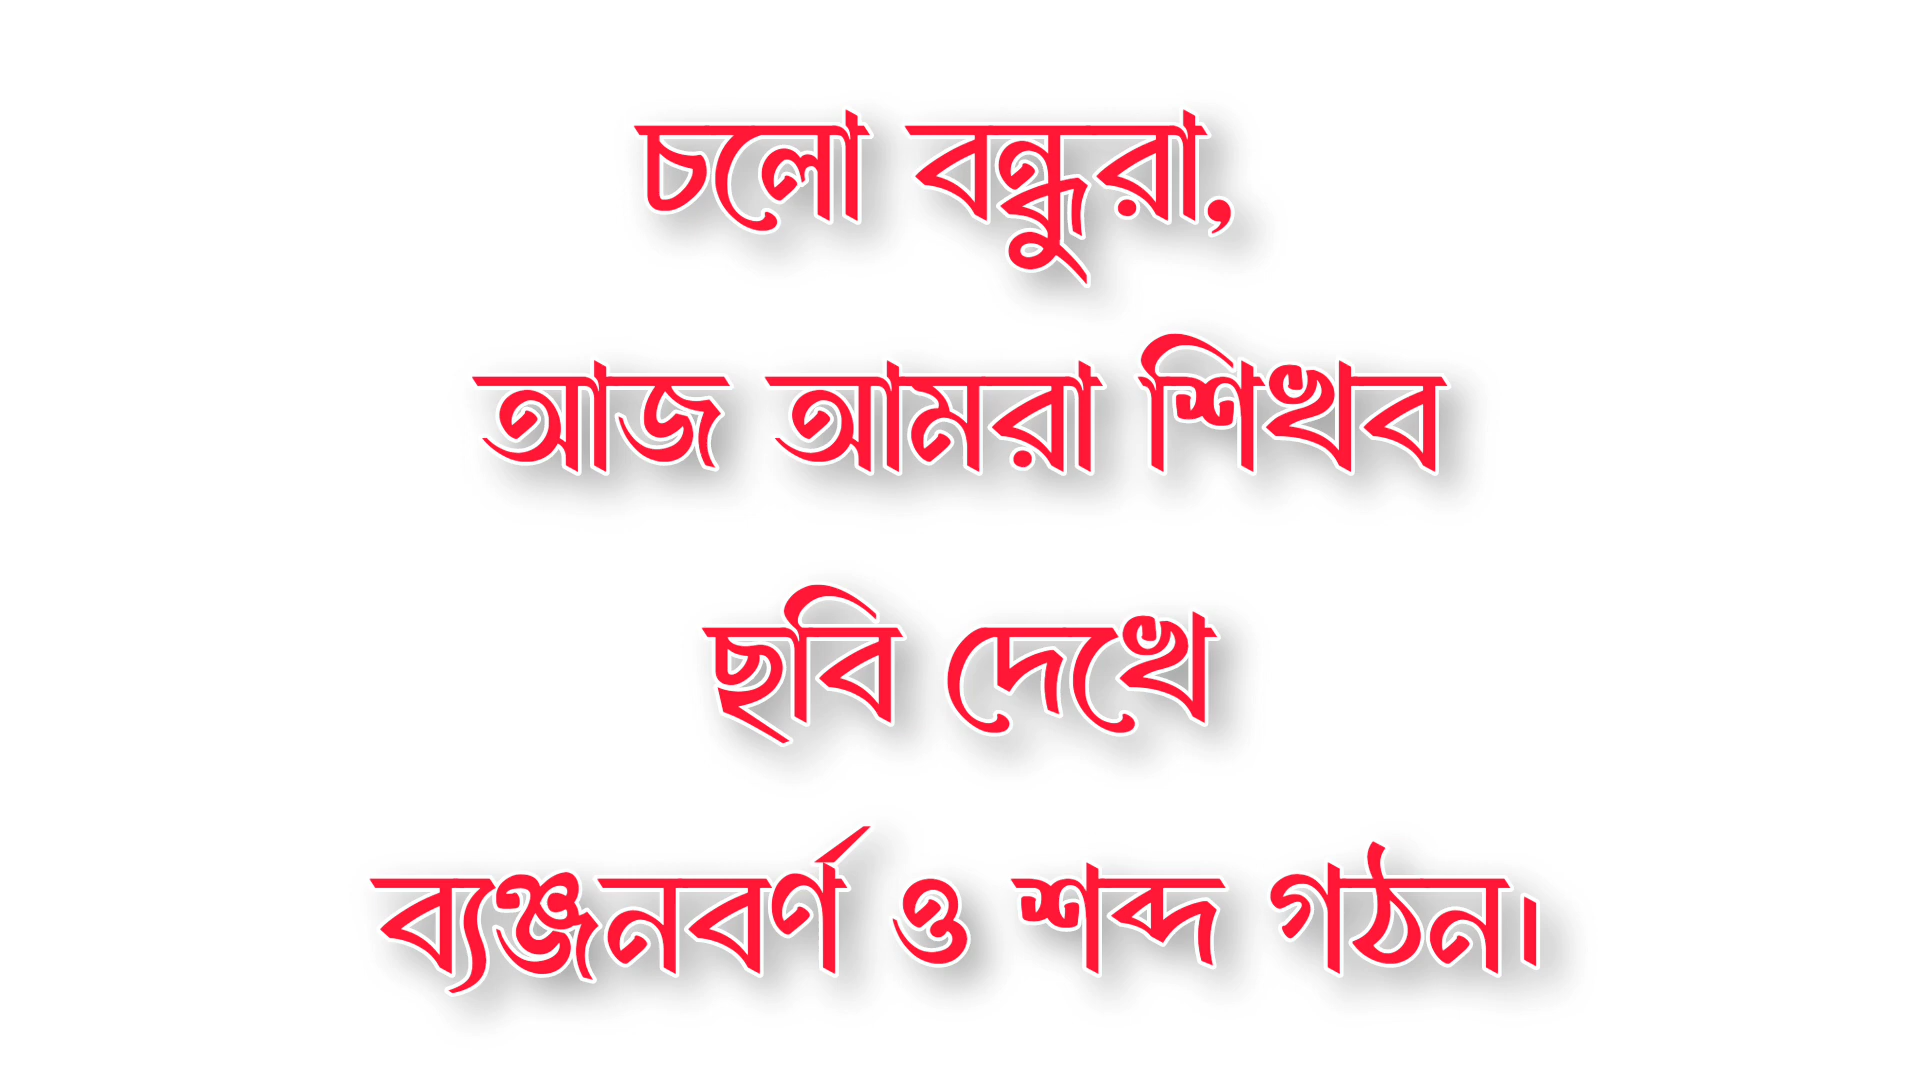 চলো বন্ধুরা,
আজ আমরা শিখব
ছবি দেখে
ব্যঞ্জনবর্ণ ও শব্দ গঠন।